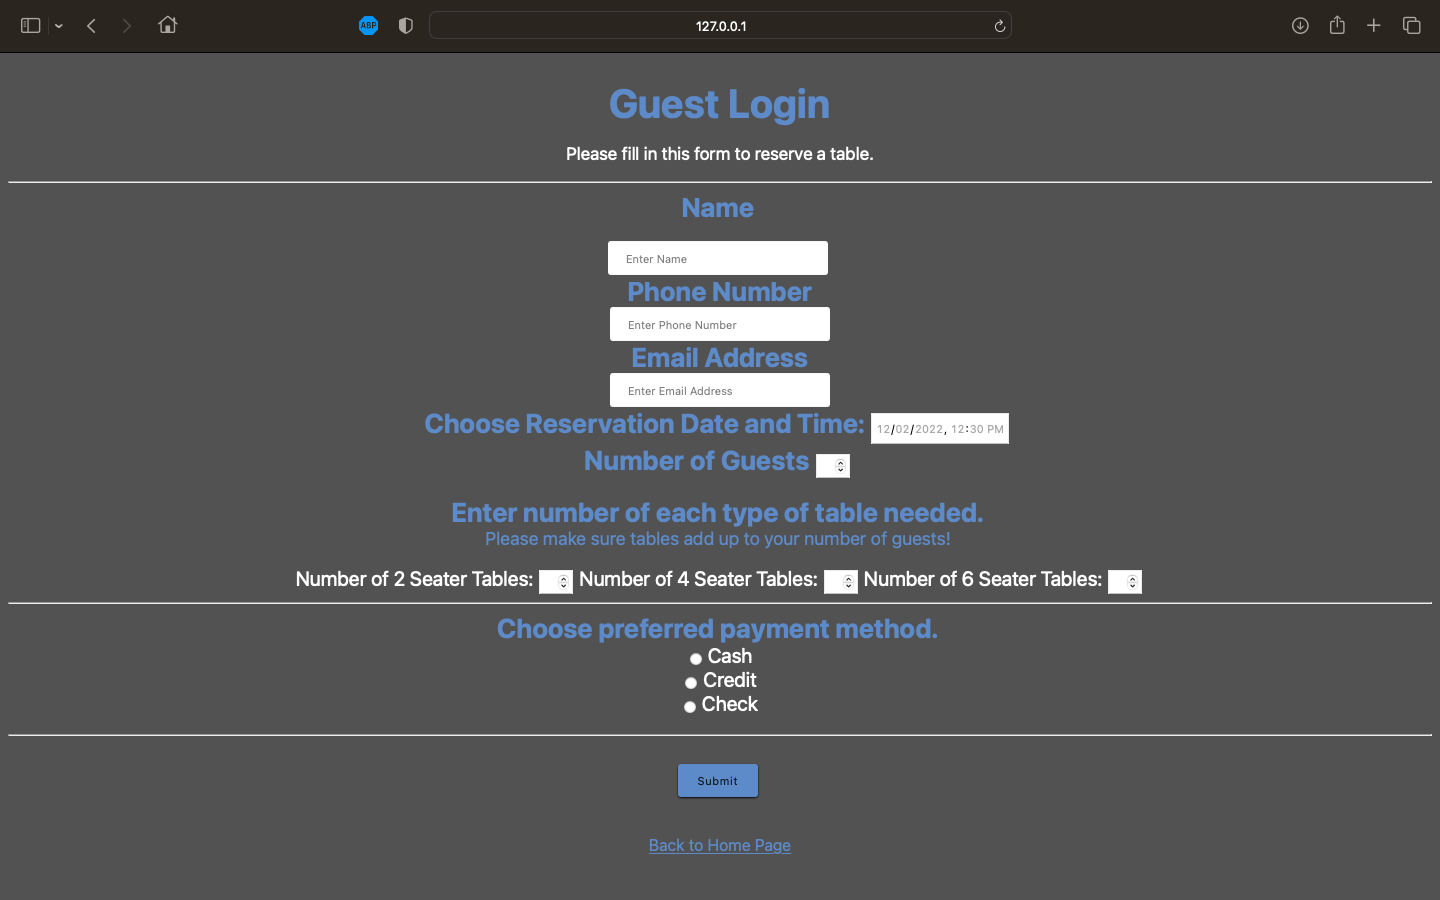 ABP
127.0.0.1
Guest Login
Please fill in this form to reserve a table.
Name
Enter Name
Phone Number
Enter Phone Number
Email Address
Enter Email Address
Choose Reservation Date and Time: 12/02/2022, 12:30 PM
Number of Guests
Enter number of each type of table needed.
Please make sure tables add up to your number of guests!
Number of 2 Seater Tables: Number of 4 Seater Tables: Number of 6 Seater Tables:
Choose preferred payment method.
Cash
Credit
Check
Submit
Back to Home Page